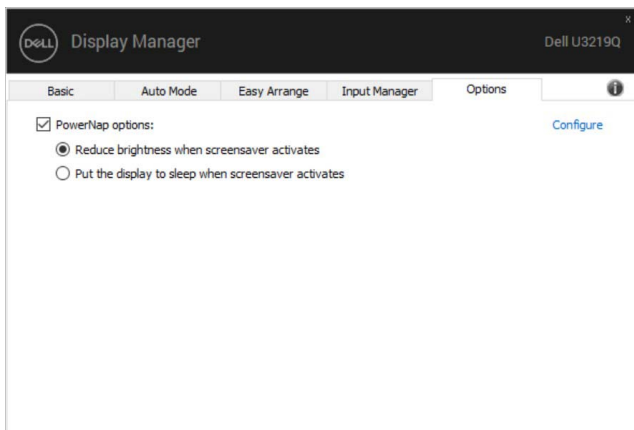 DELL Display Manager
Dell U3219Q
x
Basic Auto Mode Easy Arrange Input Manager Options
PowerNap options:
Configure
Reduce brightness when screensaver activates
Put the display to sleep when screensaver activates